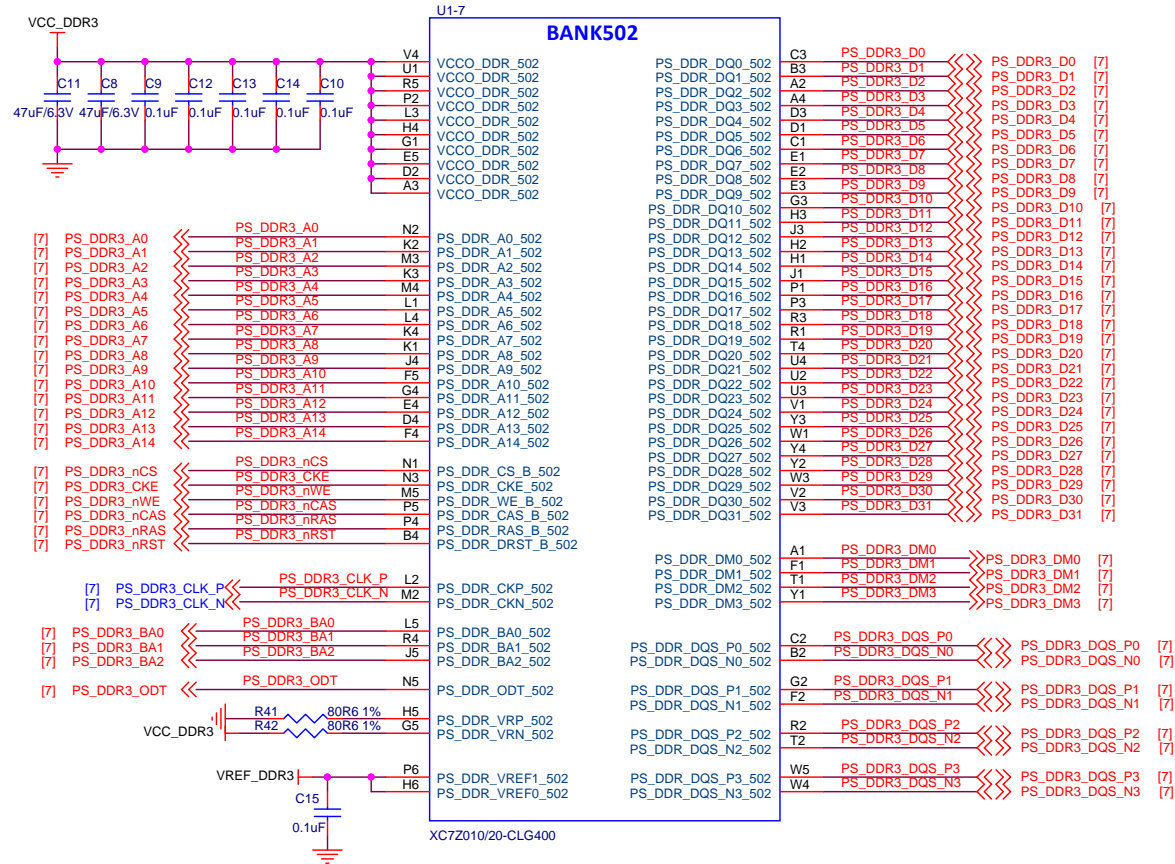 U1-7
BANK502
VCC_DDR3
C11 C8 C9 C12 C13 C14 C10
47uF/6.3V 47uF/6.3V 0.1uF 0.1uF 0.1uF 0.1uF 0.1uF
V4 VCCO_DDR_502
U1 VCCO_DDR_502
R5 VCCO_DDR_502
P2 VCCO_DDR_502
L3 VCCO_DDR_502
H4 VCCO_DDR_502
G1 VCCO_DDR_502
E5 VCCO_DDR_502
D2 VCCO_DDR_502
A3 VCCO_DDR_502
[7] PS_DDR3_A0 PS_DDR3_A0 N2 PS_DDR_A0_502
[7] PS_DDR3_A1 PS_DDR3_A1 K2 PS_DDR_A1_502
[7] PS_DDR3_A2 PS_DDR3_A2 M3 PS_DDR_A2_502
[7] PS_DDR3_A3 PS_DDR3_A3 K3 PS_DDR_A3_502
[7] PS_DDR3_A4 PS_DDR3_A4 M4 PS_DDR_A4_502
[7] PS_DDR3_A5 PS_DDR3_A5 L1 PS_DDR_A5_502
[7] PS_DDR3_A6 PS_DDR3_A6 L4 PS_DDR_A6_502
[7] PS_DDR3_A7 PS_DDR3_A7 K4 PS_DDR_A7_502
[7] PS_DDR3_A8 PS_DDR3_A8 K1 PS_DDR_A8_502
[7] PS_DDR3_A9 PS_DDR3_A9 J4 PS_DDR_A9_502
[7] PS_DDR3_A10 PS_DDR3_A10 F5 PS_DDR_A10_502
[7] PS_DDR3_A11 PS_DDR3_A11 G4 PS_DDR_A11_502
[7] PS_DDR3_A12 PS_DDR3_A12 E4 PS_DDR_A12_502
[7] PS_DDR3_A13 PS_DDR3_A13 D4 PS_DDR_A13_502
[7] PS_DDR3_A14 PS_DDR3_A14 F4 PS_DDR_A14_502
[7] PS_DDR3_nCS PS_DDR3_nCS N1 PS_DDR_CS_B_502
[7] PS_DDR3_CKE PS_DDR3_CKE N3 PS_DDR_CKE_502
[7] PS_DDR3_nWE PS_DDR3_nWE M5 PS_DDR_WE_B_502
[7] PS_DDR3_nCAS PS_DDR3_nCAS P5 PS_DDR_CAS_B_502
[7] PS_DDR3_nRAS PS_DDR3_nRAS P4 PS_DDR_RAS_B_502
[7] PS_DDR3_nRST PS_DDR3_nRST B4 PS_DDR_DRST_B_502
[7] PS_DDR3_CLK_P PS_DDR3_CLK_P L2 PS_DDR_CKP_502
[7] PS_DDR3_CLK_N PS_DDR3_CLK_N M2 PS_DDR_CKN_502
[7] PS_DDR3_BA0 PS_DDR3_BA0 L5 PS_DDR_BA0_502
[7] PS_DDR3_BA1 PS_DDR3_BA1 R4 PS_DDR_BA1_502
[7] PS_DDR3_BA2 PS_DDR3_BA2 J5 PS_DDR_BA2_502
[7] PS_DDR3_ODT PS_DDR3_ODT N5 PS_DDR_ODT_502
R41 80R6 1% H5 PS_DDR_VRP_502
VCC_DDR3 R42 80R6 1% G5 PS_DDR_VRN_502
VREF_DDR3 P6 PS_DDR_VREF1_502
H6 PS_DDR_VREF0_502
C15
0.1uF
PS_DDR_DQ0_502 C3 PS_DDR3_D0 PS_DDR3_D0 [7]
PS_DDR_DQ1_502 B3 PS_DDR3_D1 PS_DDR3_D1 [7]
PS_DDR_DQ2_502 A2 PS_DDR3_D2 PS_DDR3_D2 [7]
PS_DDR_DQ3_502 A4 PS_DDR3_D3 PS_DDR3_D3 [7]
PS_DDR_DQ4_502 D3 PS_DDR3_D4 PS_DDR3_D4 [7]
PS_DDR_DQ5_502 D1 PS_DDR3_D5 PS_DDR3_D5 [7]
PS_DDR_DQ6_502 C1 PS_DDR3_D6 PS_DDR3_D6 [7]
PS_DDR_DQ7_502 E1 PS_DDR3_D7 PS_DDR3_D7 [7]
PS_DDR_DQ8_502 E2 PS_DDR3_D8 PS_DDR3_D8 [7]
PS_DDR_DQ9_502 E3 PS_DDR3_D9 PS_DDR3_D9 [7]
PS_DDR_DQ10_502 G3 PS_DDR3_D10 PS_DDR3_D10 [7]
PS_DDR_DQ11_502 H3 PS_DDR3_D11 PS_DDR3_D11 [7]
PS_DDR_DQ12_502 J3 PS_DDR3_D12 PS_DDR3_D12 [7]
PS_DDR_DQ13_502 H2 PS_DDR3_D13 PS_DDR3_D13 [7]
PS_DDR_DQ14_502 H1 PS_DDR3_D14 PS_DDR3_D14 [7]
PS_DDR_DQ15_502 J1 PS_DDR3_D15 PS_DDR3_D15 [7]
PS_DDR_DQ16_502 P1 PS_DDR3_D16 PS_DDR3_D16 [7]
PS_DDR_DQ17_502 P3 PS_DDR3_D17 PS_DDR3_D17 [7]
PS_DDR_DQ18_502 R3 PS_DDR3_D18 PS_DDR3_D18 [7]
PS_DDR_DQ19_502 R1 PS_DDR3_D19 PS_DDR3_D19 [7]
PS_DDR_DQ20_502 T4 PS_DDR3_D20 PS_DDR3_D20 [7]
PS_DDR_DQ21_502 U4 PS_DDR3_D21 PS_DDR3_D21 [7]
PS_DDR_DQ22_502 U2 PS_DDR3_D22 PS_DDR3_D22 [7]
PS_DDR_DQ23_502 U3 PS_DDR3_D23 PS_DDR3_D23 [7]
PS_DDR_DQ24_502 V1 PS_DDR3_D24 PS_DDR3_D24 [7]
PS_DDR_DQ25_502 Y3 PS_DDR3_D25 PS_DDR3_D25 [7]
PS_DDR_DQ26_502 W1 PS_DDR3_D26 PS_DDR3_D26 [7]
PS_DDR_DQ27_502 Y4 PS_DDR3_D27 PS_DDR3_D27 [7]
PS_DDR_DQ28_502 Y2 PS_DDR3_D28 PS_DDR3_D28 [7]
PS_DDR_DQ29_502 W3 PS_DDR3_D29 PS_DDR3_D29 [7]
PS_DDR_DQ30_502 V2 PS_DDR3_D30 PS_DDR3_D30 [7]
PS_DDR_DQ31_502 V3 PS_DDR3_D31 PS_DDR3_D31 [7]
PS_DDR_DM0_502 A1 PS_DDR3_DM0 PS_DDR3_DM0 [7]
PS_DDR_DM1_502 F1 PS_DDR3_DM1 PS_DDR3_DM1 [7]
PS_DDR_DM2_502 T1 PS_DDR3_DM2 PS_DDR3_DM2 [7]
PS_DDR_DM3_502 Y1 PS_DDR3_DM3 PS_DDR3_DM3 [7]
PS_DDR_DQS_P0_502 C2 PS_DDR3_DQS_P0 PS_DDR3_DQS_P0 [7]
PS_DDR_DQS_N0_502 B2 PS_DDR3_DQS_N0 PS_DDR3_DQS_N0 [7]
PS_DDR_DQS_P1_502 G2 PS_DDR3_DQS_P1 PS_DDR3_DQS_P1 [7]
PS_DDR_DQS_N1_502 F2 PS_DDR3_DQS_N1 PS_DDR3_DQS_N1 [7]
PS_DDR_DQS_P2_502 R2 PS_DDR3_DQS_P2 PS_DDR3_DQS_P2 [7]
PS_DDR_DQS_N2_502 T2 PS_DDR3_DQS_N2 PS_DDR3_DQS_N2 [7]
PS_DDR_DQS_P3_502 W5 PS_DDR3_DQS_P3 PS_DDR3_DQS_P3 [7]
PS_DDR_DQS_N3_502 W4 PS_DDR3_DQS_N3 PS_DDR3_DQS_N3 [7]
XC7Z010/20-CLG400